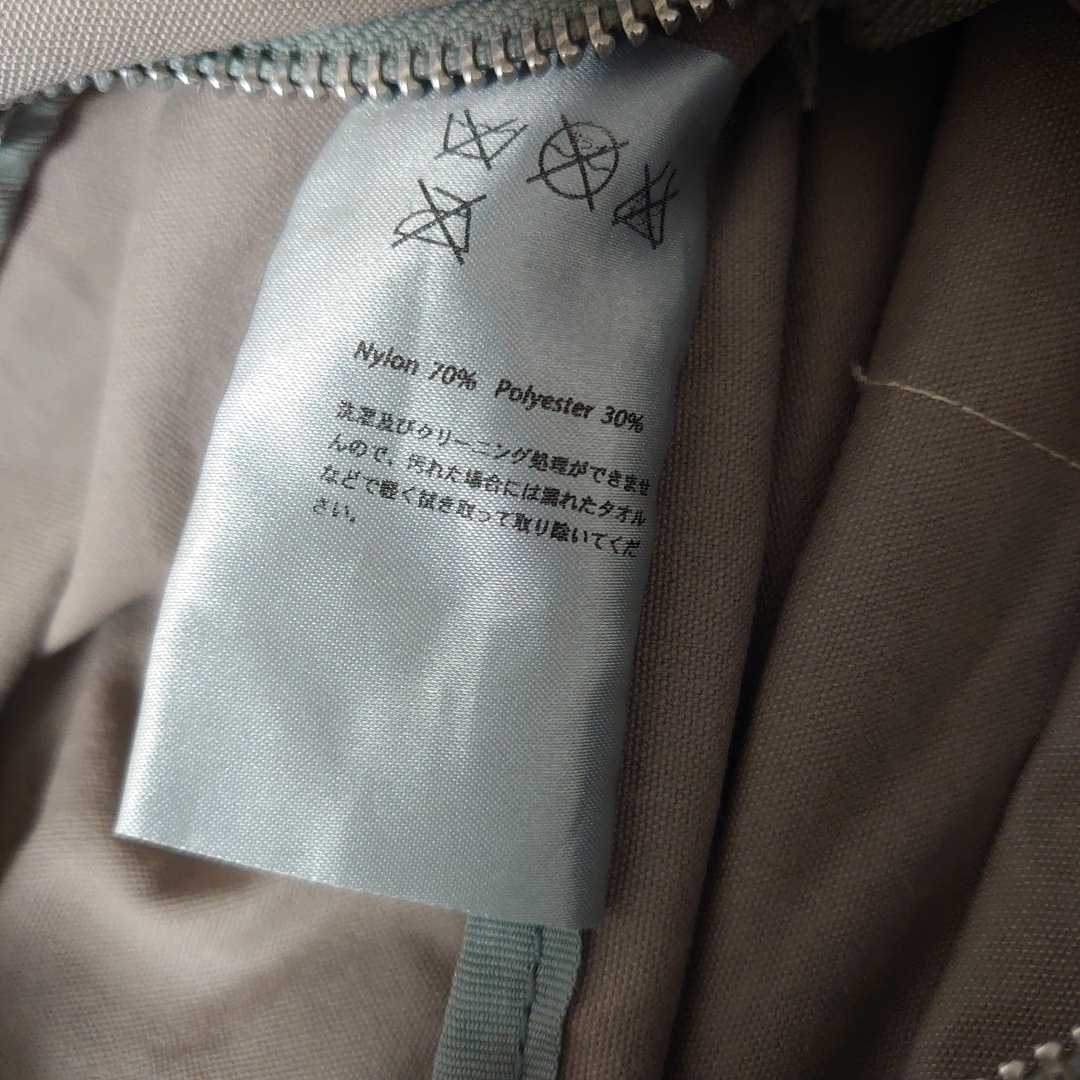 Nylon 70% Polyester 30%
洗濯及びクリーニング処理ができませ
んので、汚れた場合には濡れたタオル
などで軽く拭き取って取り除いてくだ
さい。